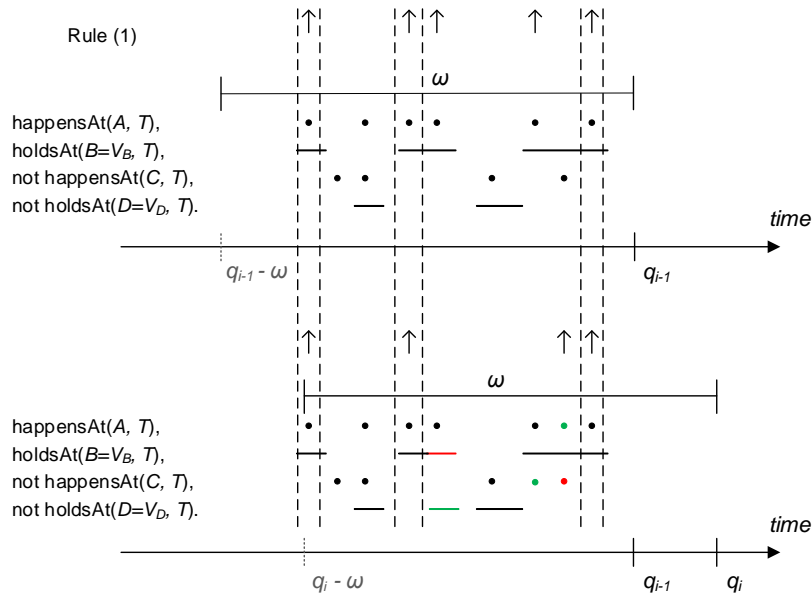 Rule (1)
ω
happensAt(A, T),
holdsAt(B=V_B, T),
not happensAt(C, T),
not holdsAt(D=V_D, T).
time
q_{i-1} - ω
q_{i-1}
ω
happensAt(A, T),
holdsAt(B=V_B, T),
not happensAt(C, T),
not holdsAt(D=V_D, T).
time
q_i - ω
q_{i-1}
q_i